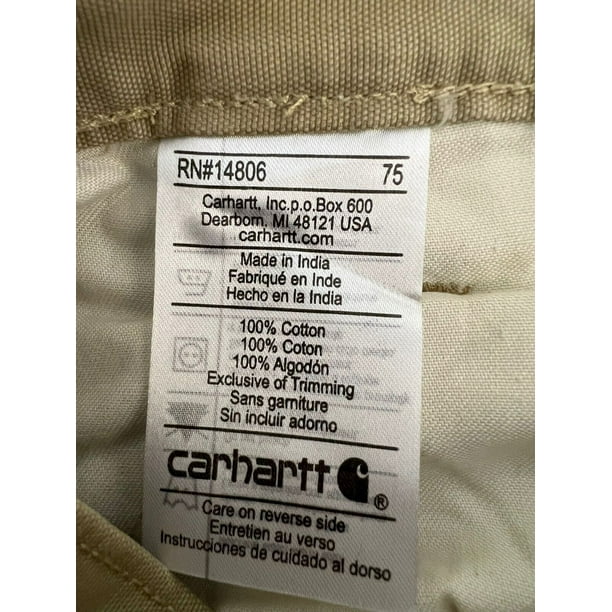 RN#14806 75
Carhartt, Inc.p.o.Box 600
Dearborn, MI 48121 USA
carhartt.com
Made in India
Fabriqué en Inde
Hecho en la India
100% Cotton
100% Coton
100% Algodón
Exclusive of Trimming
Sans garniture
Sin incluir adorno
carhartt ®
Care on reverse side
Entretien au verso
Instrucciones de cuidado al dorso